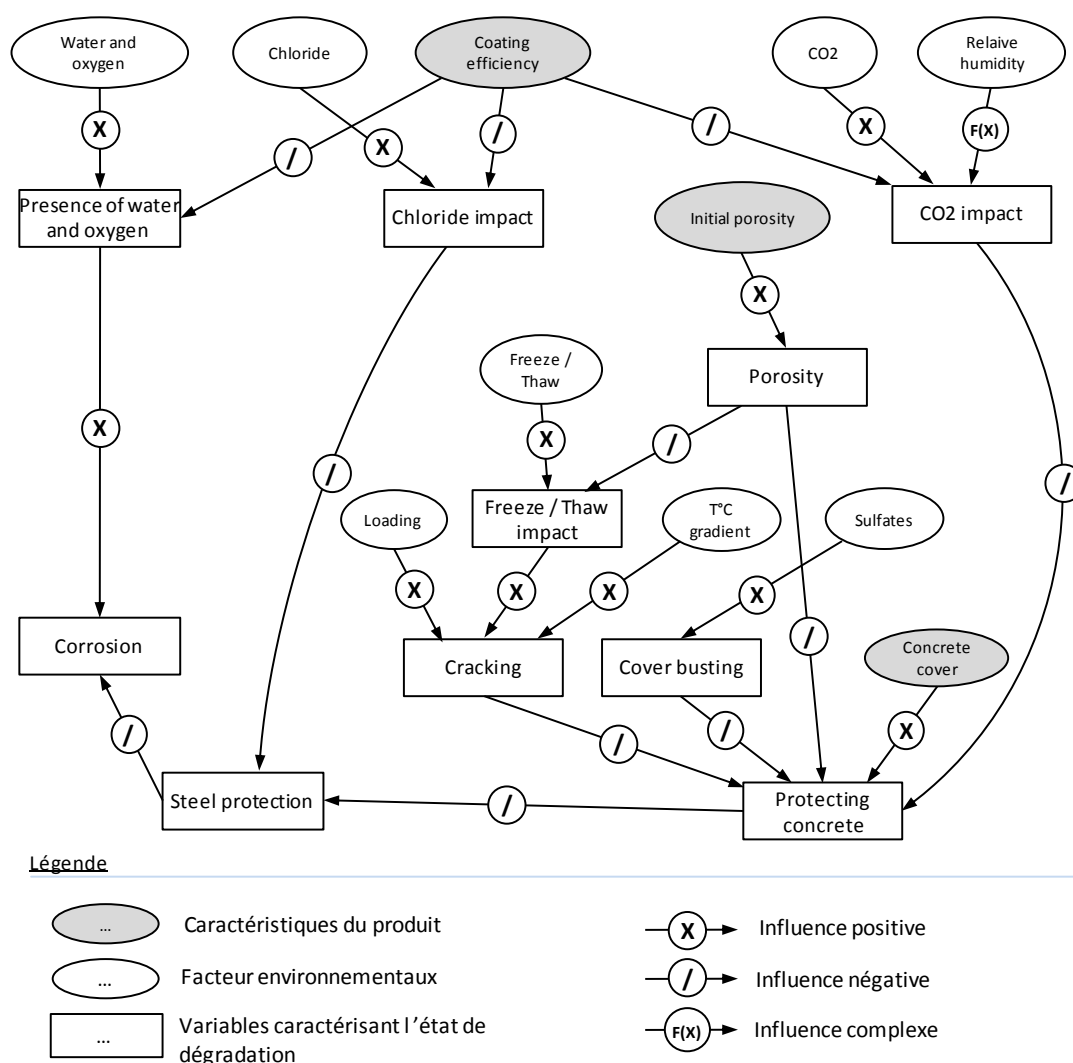 Water and
oxygen
Chloride
Coating
efficiency
CO2
Relaive
humidity
X
X
/
/
/
X
F(X)
Presence of water
and oxygen
Chloride impact
Initial porosity
CO2 impact
X
Freeze /
Thaw
Porosity
X
X
/
/
/
Loading
Freeze / Thaw
impact
T°C
gradient
Sulfates
X
X
X
X
Corrosion
Cracking
Cover busting
/
Concrete
cover
/
/
/
X
Steel protection
/
Protecting
concrete
Légende
...
Caractéristiques du produit
X
Influence positive
...
Facteur environnementaux
/
Influence négative
...
Variables caractérisant l’état de
dégradation
F(X)
Influence complexe